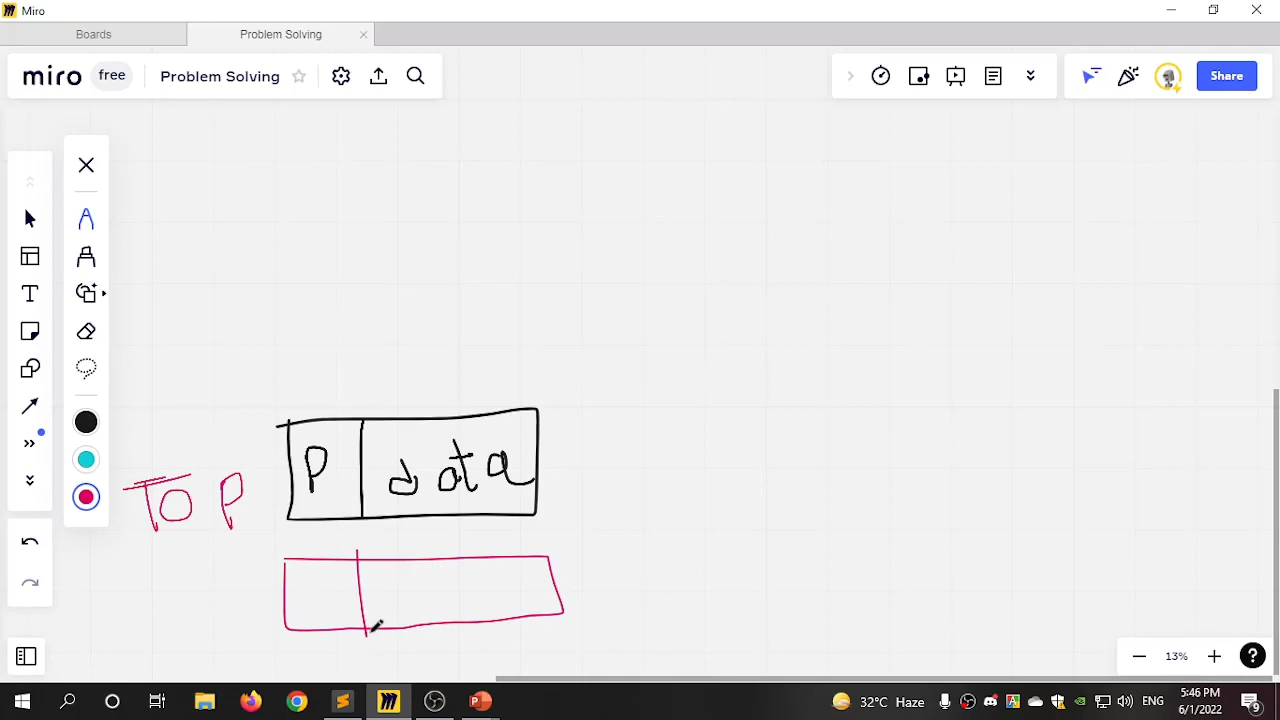 Miro
Boards
Problem Solving
miro
free
Problem Solving
Share
P
data
TOP
13%
32°C Haze
ENG
5:46 PM
6/1/2022
9